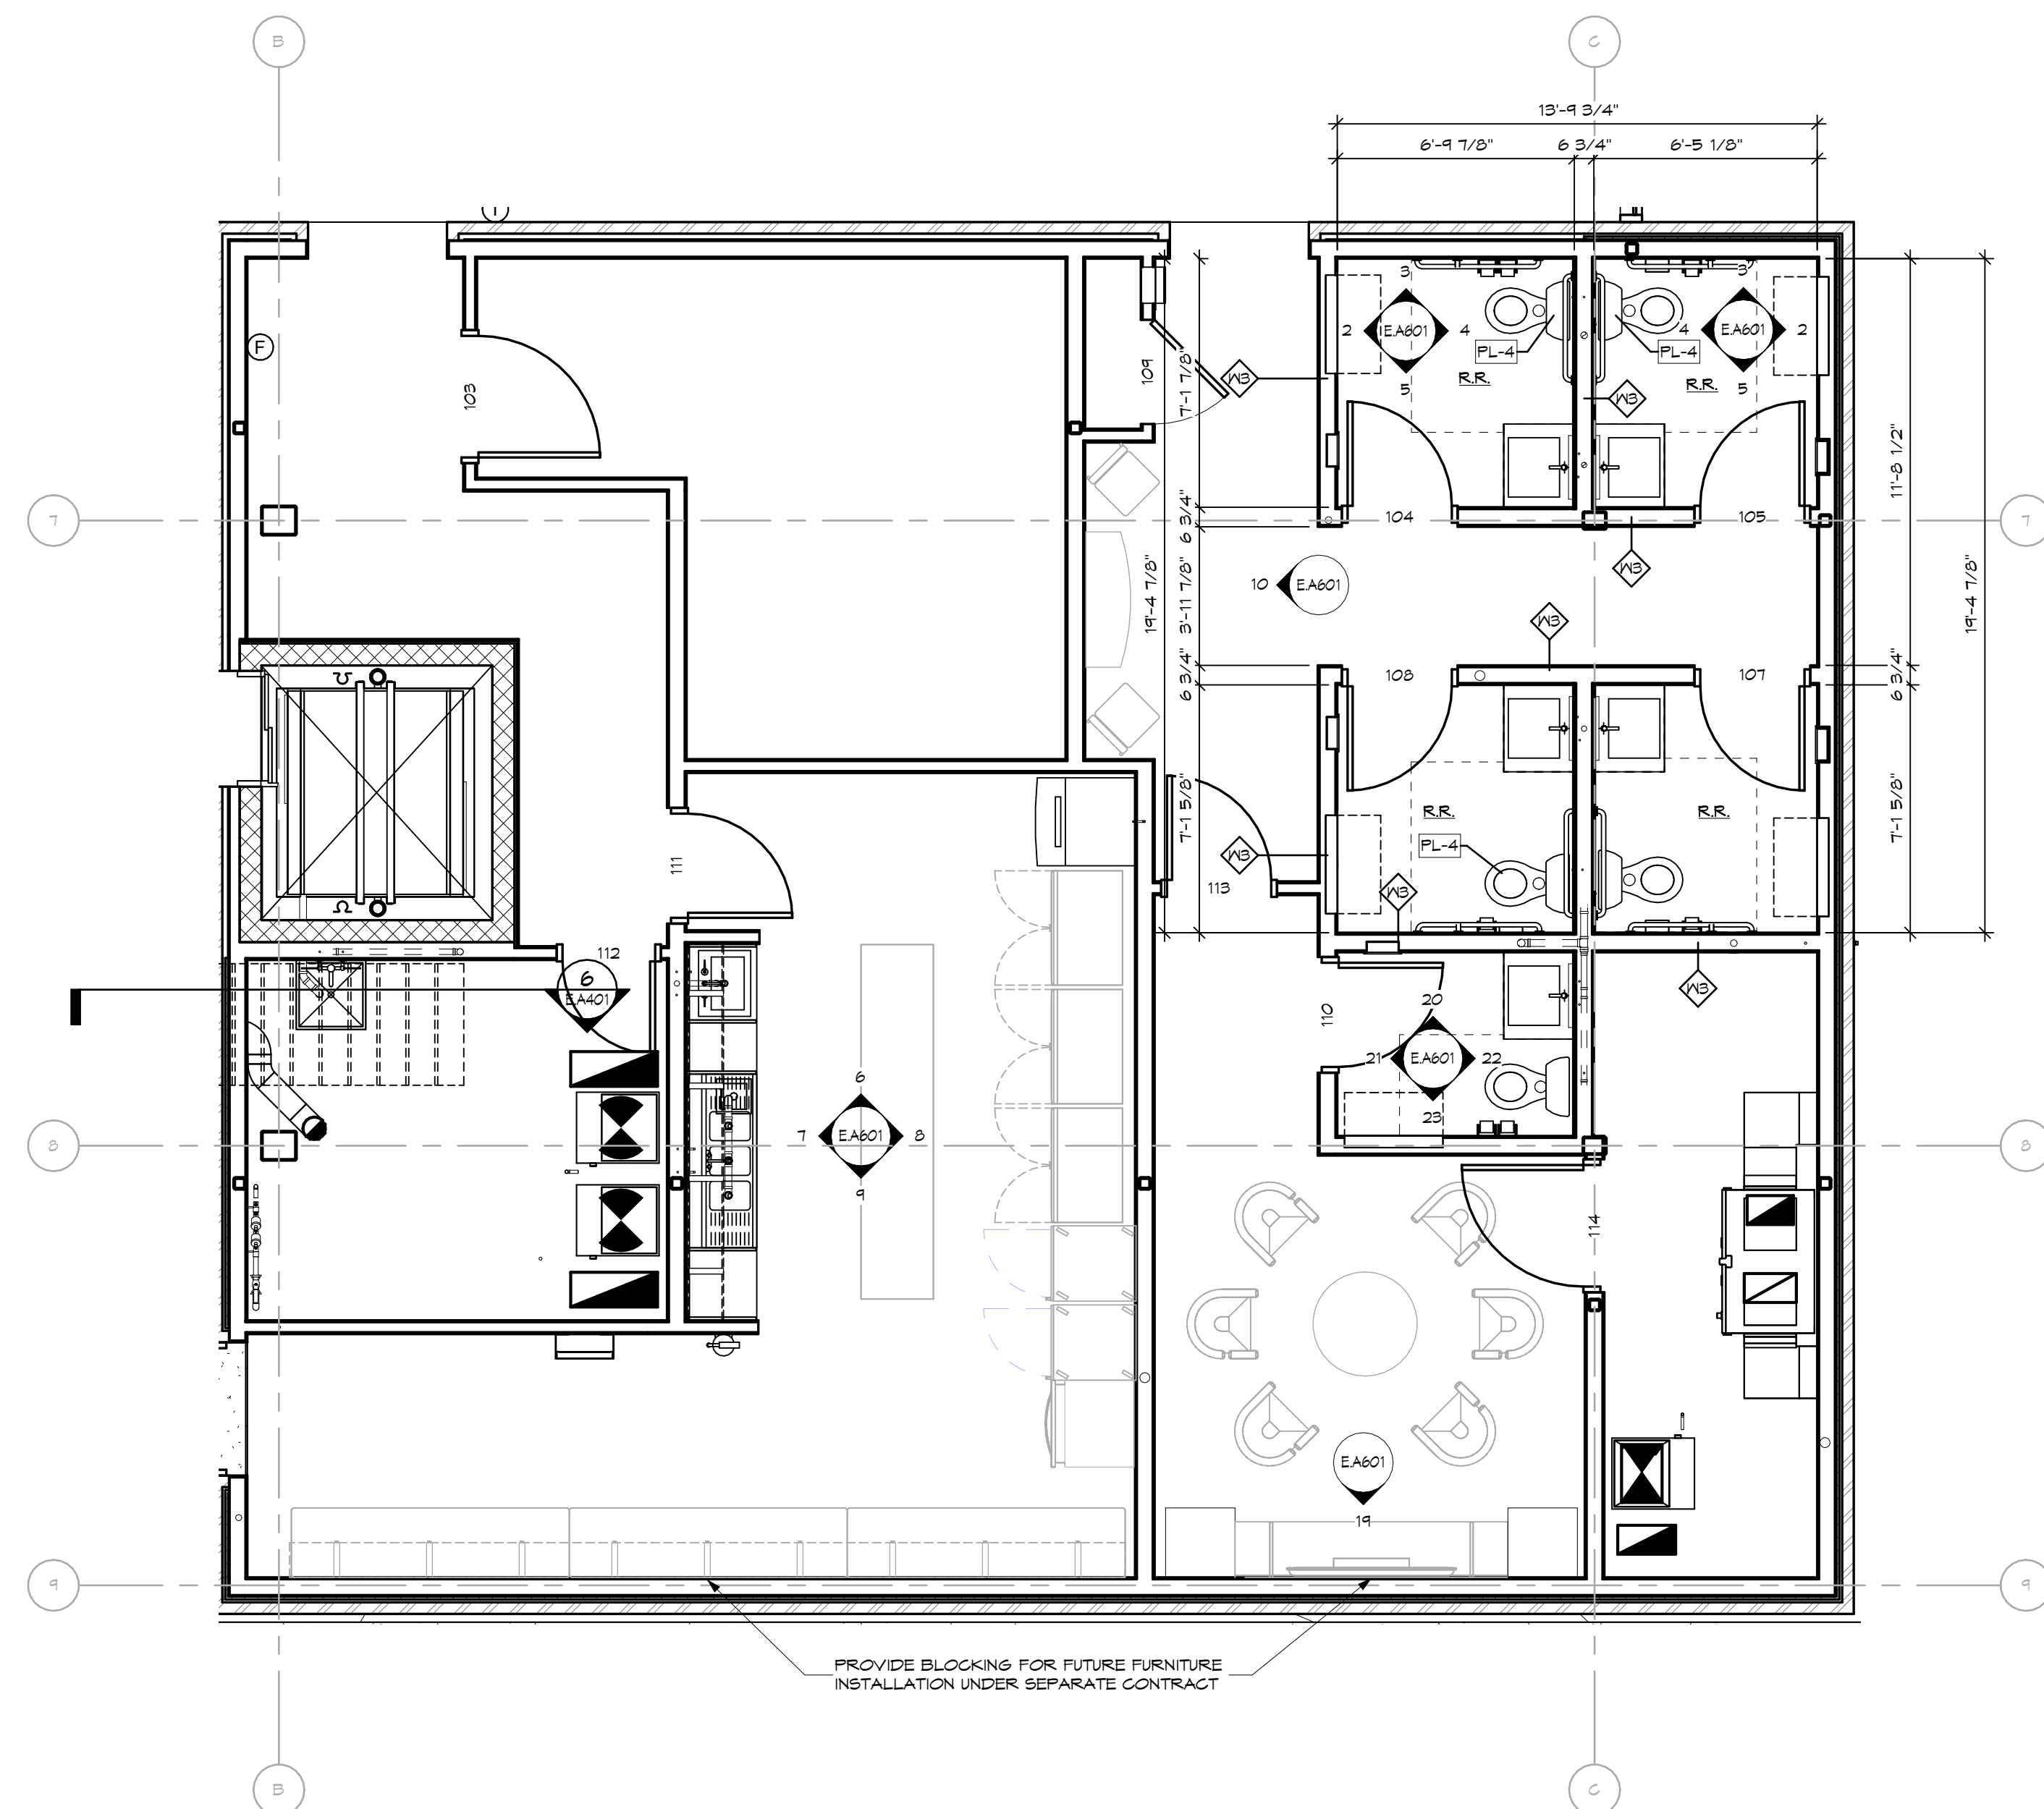 B
C
13'-9 3/4"
6'-9 7/8"
6 3/4"
6'-5 1/8"
F
103
109
7'-1 7/8"
W3
3
2
E.A601
4
5
PL-4
R.R.
3
4
E.A601
2
5
PL-4
R.R.
W3
11'-8 1/2"
7
6 3/4"
104
105
7
19'-4 7/8"
3'-11 7/8"
10
E.A601
W3
W3
19'-4 7/8"
6 3/4"
108
107
6 3/4"
7'-1 5/8"
R.R.
PL-4
R.R.
7'-1 5/8"
111
W3
113
W3
112
6
E.A401
W3
110
20
21
E.A601
22
23
6
7
E.A601
8
9
8
8
114
E.A601
19
9
9
PROVIDE BLOCKING FOR FUTURE FURNITURE
INSTALLATION UNDER SEPARATE CONTRACT
B
C